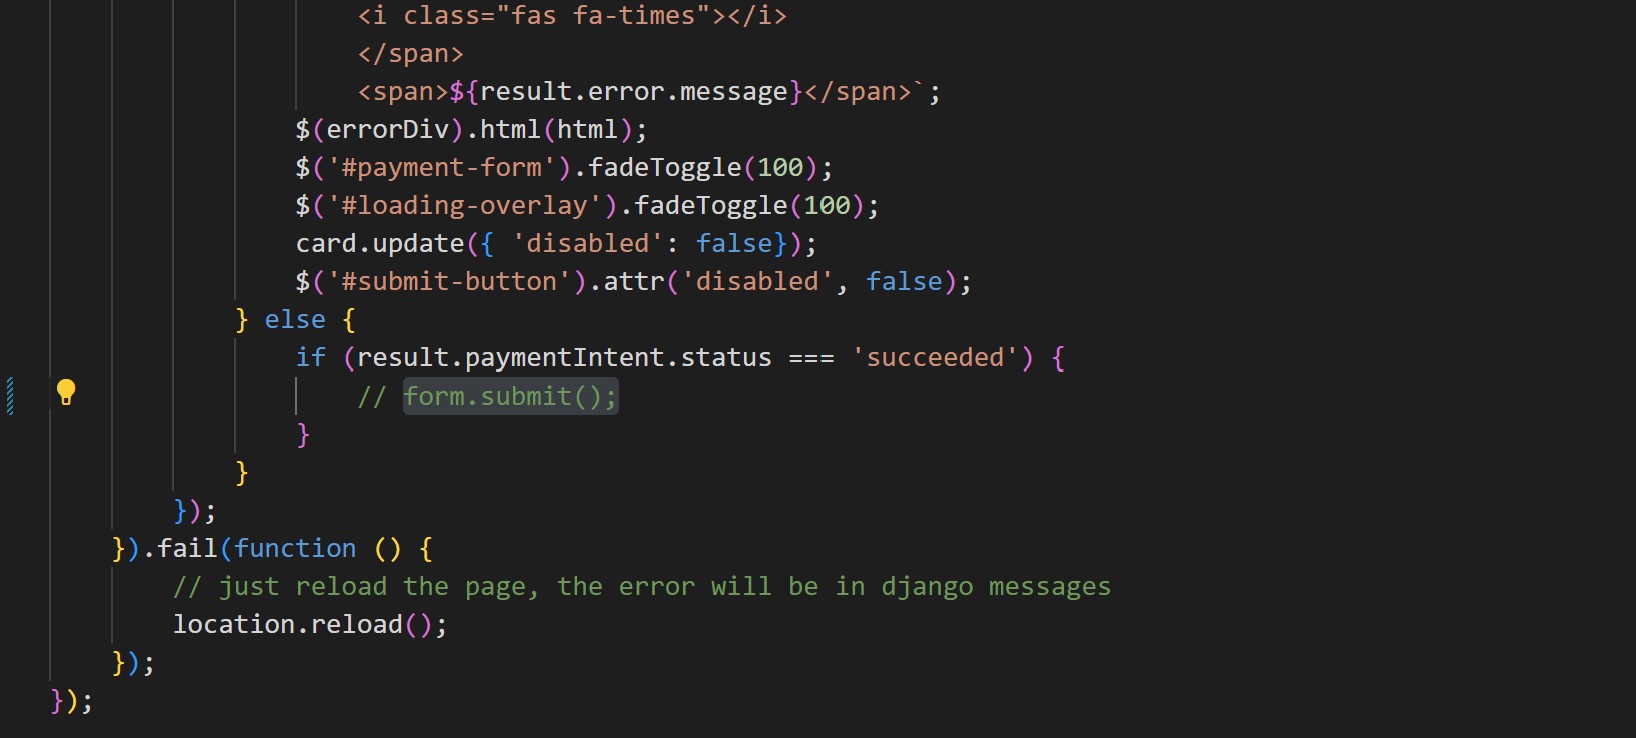 <i class="fas fa-times"></i>
</span>
<span>${result.error.message}</span>`;
$(errorDiv).html(html);
$('#payment-form').fadeToggle(100);
$('#loading-overlay').fadeToggle(100);
card.update({ 'disabled': false});
$('#submit-button').attr('disabled', false);
} else {
if (result.paymentIntent.status === 'succeeded') {
// form.submit();
}
}
});
}).fail(function () {
// just reload the page, the error will be in django messages
location.reload();
});
});